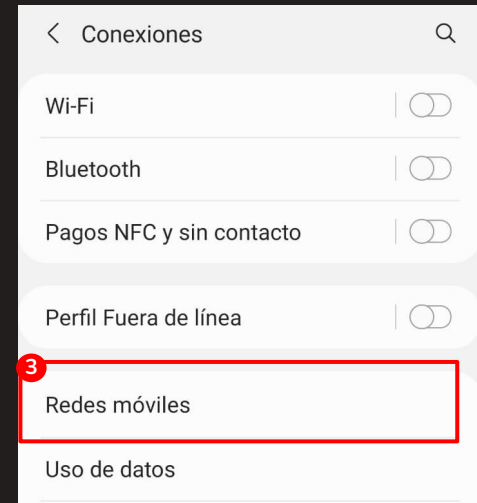 Conexiones
Wi-Fi
Bluetooth
Pagos NFC y sin contacto
Perfil Fuera de línea
3
Redes móviles
Uso de datos